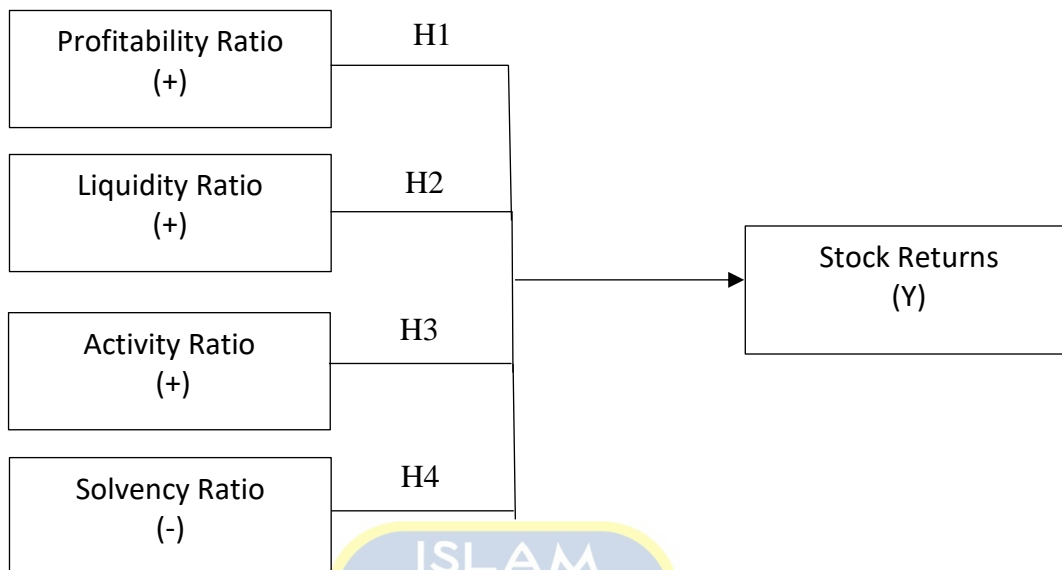 Profitability Ratio
(+)
H1
Liquidity Ratio
(+)
H2
Activity Ratio
(+)
H3
Solvency Ratio
(-)
H4
Stock Returns
(Y)
ISLAM